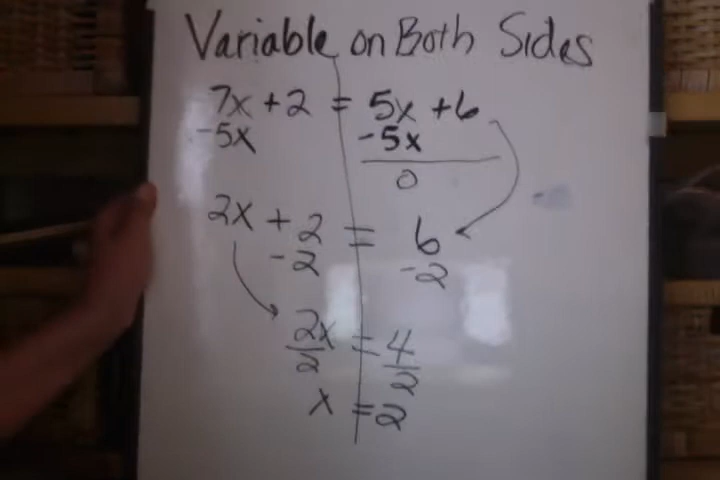 Variable on Both Sides
7x + 2 = 5x + 6
-5x -5x
0
2x + 2 = 6
-2 -2
2x/2 = 4/2
x = 2